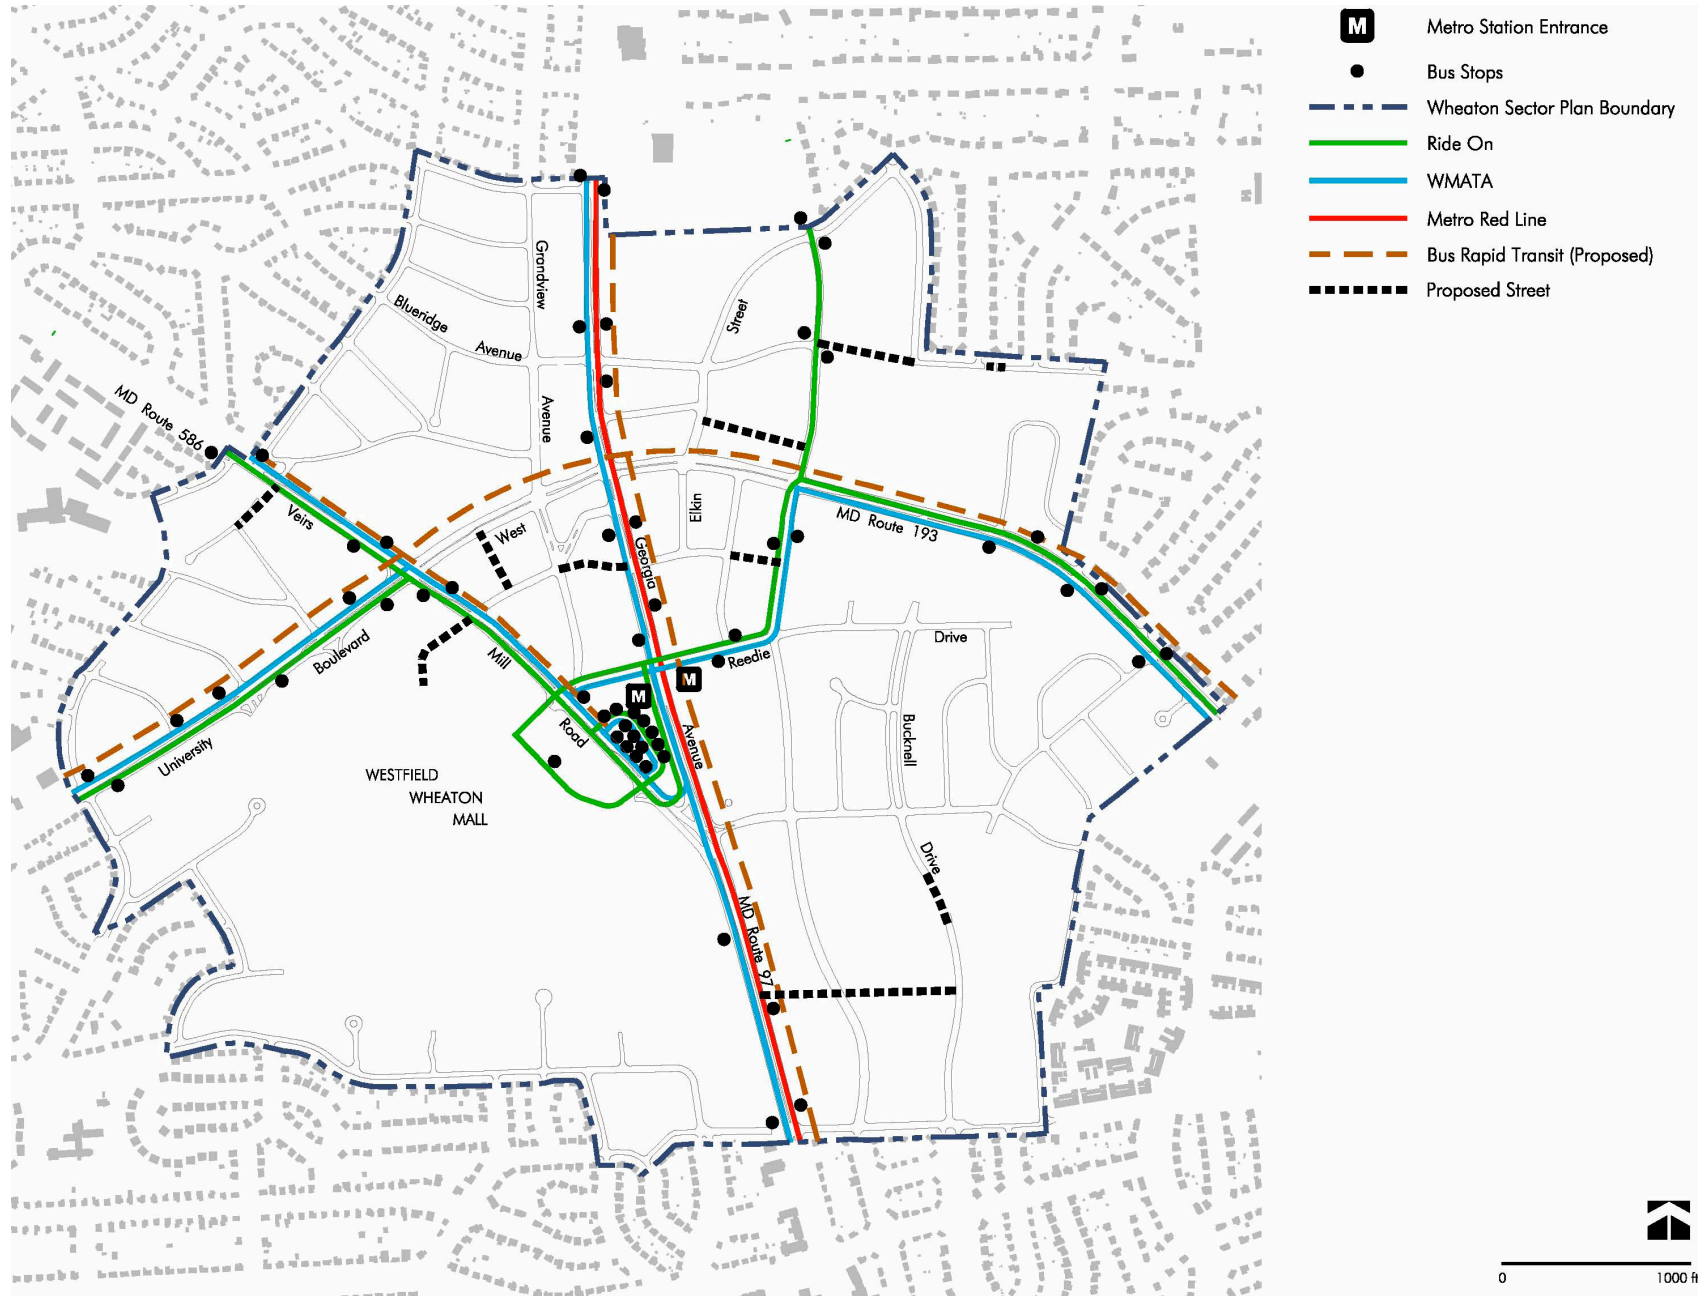 M Metro Station Entrance
Bus Stops
Wheaton Sector Plan Boundary
Ride On
WMATA
Metro Red Line
Bus Rapid Transit (Proposed)
Proposed Street
Grandview
Blueridge
Avenue
Street
MD Route 586
Avenue
Veirs
West
Elkin
MD Route 193
Georgia
Boulevard
Mill
Drive
Reedie
M
M
University
Road
Avenue
Bucknell
WESTFIELD
WHEATON
MALL
Drive
MD Route 97
0 1000 ft